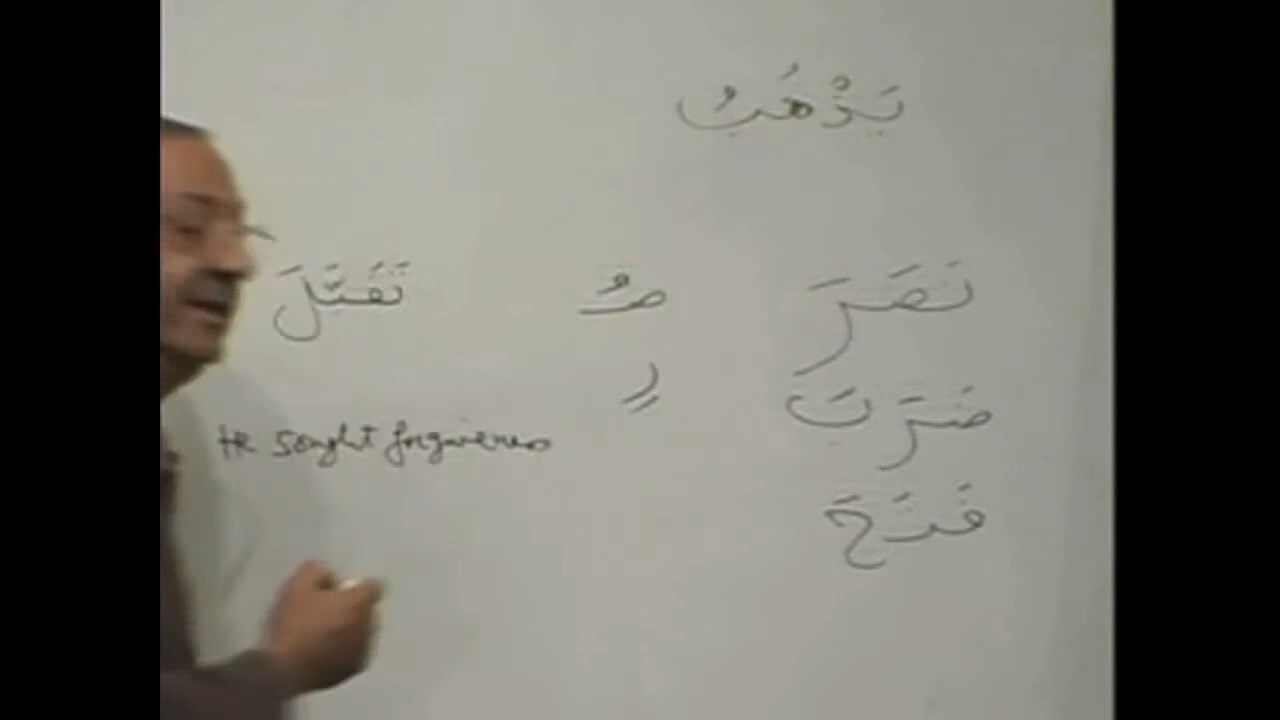 يَذْهَبُ
نَصَرَ صُ تَقَبَّلَ
ضَرَبَ رِ
He sought forgiveness
فَتَحَ